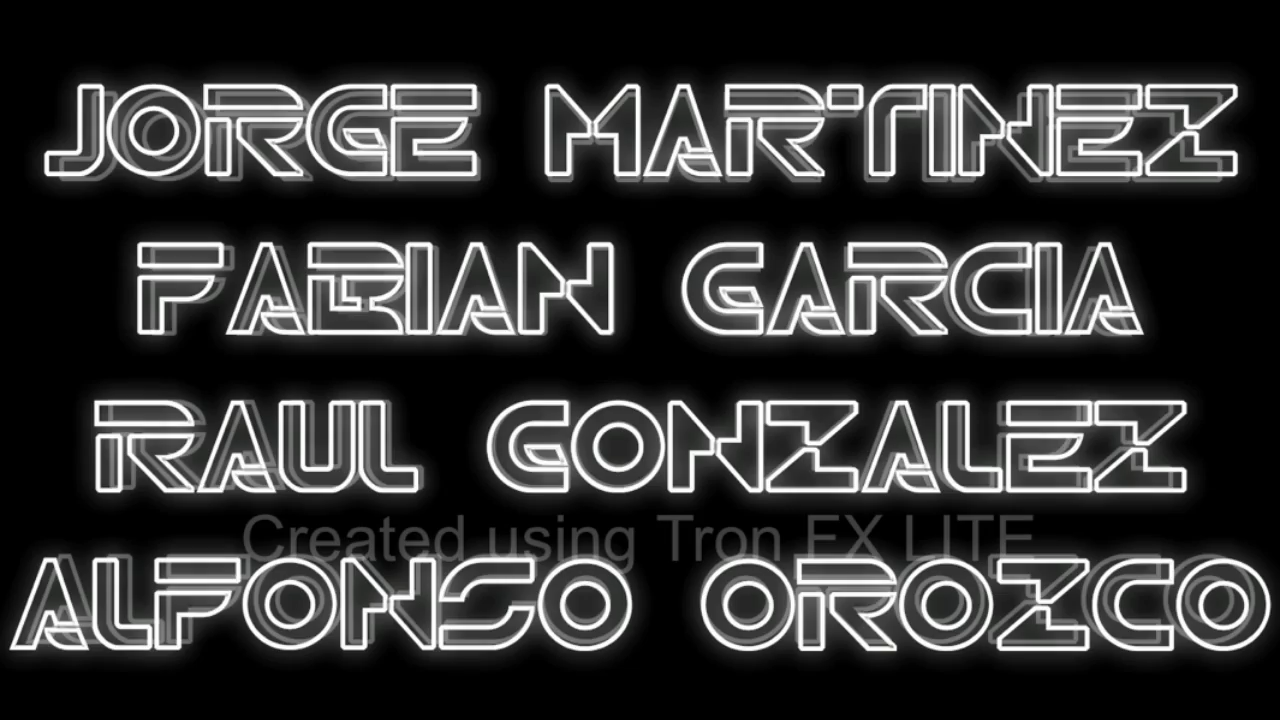 JORGE MARTINEZ
FABIAN GARCIA
RAUL GONZALEZ
Created using Tron FX LITE
ALFONSO OROZCO